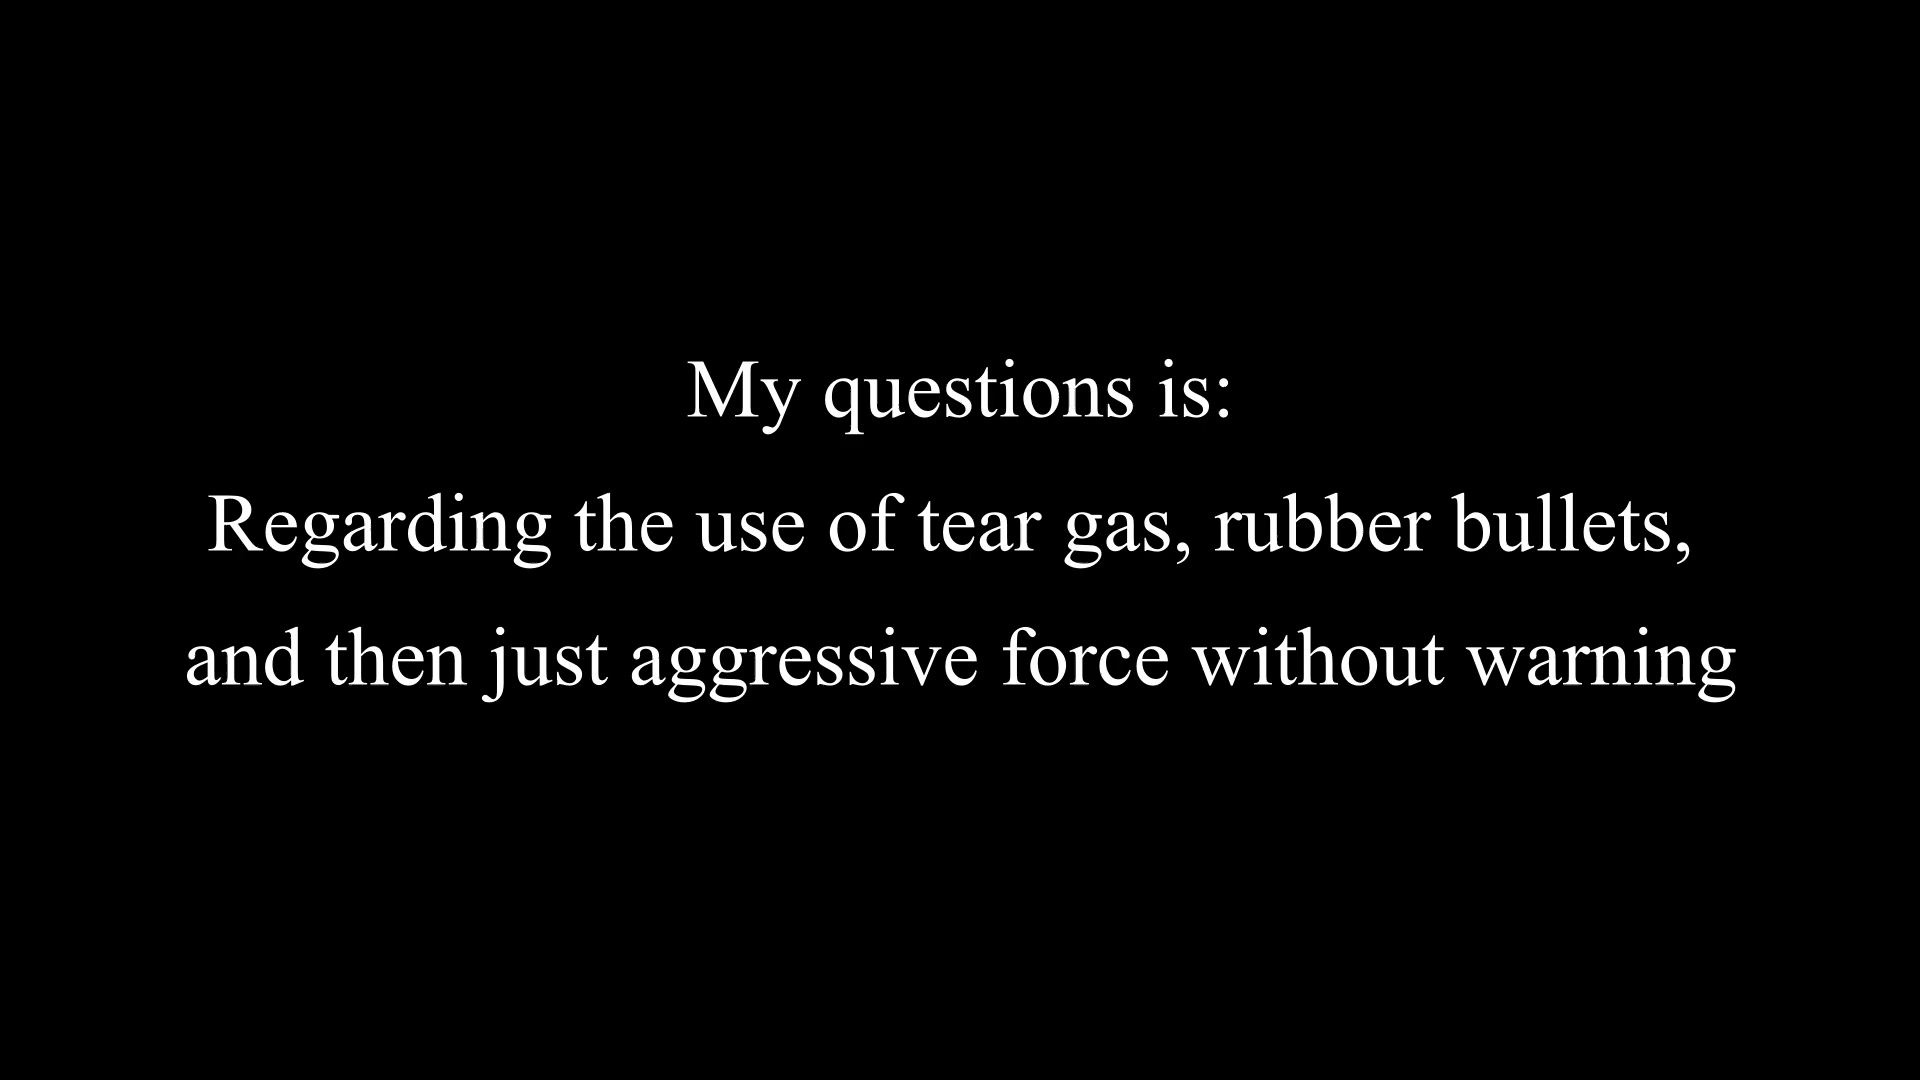 My questions is:
Regarding the use of tear gas, rubber bullets,
and then just aggressive force without warning